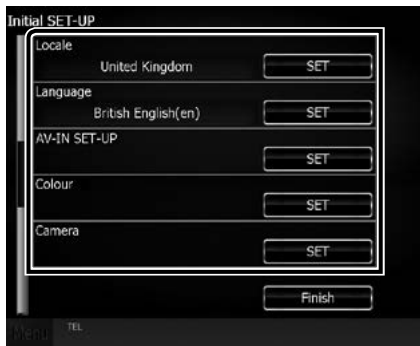 Initial SET-UP
Locale
United Kingdom SET
Language
British English(en) SET
AV-IN SET-UP
SET
Colour
SET
Camera
SET
Finish
Menu TEL